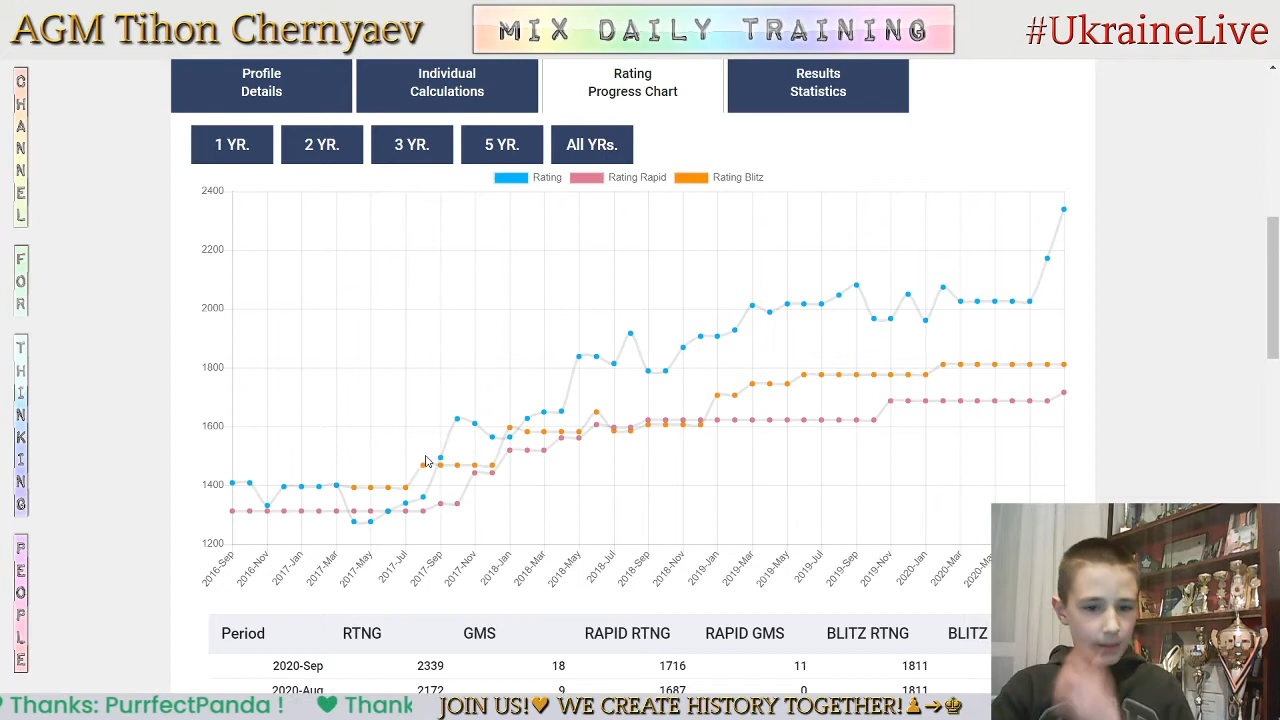 AGM Tihon Chernyaev
MIX DAILY TRAINING
#UkraineLive
CHANNEL
FOR
THINKING
PEOPLE
Profile
Details
Individual
Calculations
Rating
Progress Chart
Results
Statistics
1 YR.
2 YR.
3 YR.
5 YR.
All YRs.
Rating
Rating Rapid
Rating Blitz
2400
2200
2000
1800
1600
1400
1200
2016-Sep
2016-Nov
2017-Jan
2017-Mar
2017-May
2017-Jul
2017-Sep
2017-Nov
2018-Jan
2018-Mar
2018-May
2018-Jul
2018-Sep
2018-Nov
2019-Jan
2019-Mar
2019-May
2019-Jul
2019-Sep
2019-Nov
2020-Jan
2020-Mar
Period RTNG GMS RAPID RTNG RAPID GMS BLITZ RTNG BLITZ
2020-Sep 2339 18 1716 11 1811
2020-Aug 2172 9 1687 0 1811
Thanks: PurrfectPanda ! 💚 Thank
JOIN US!🧡 WE CREATE HISTORY TOGETHER!♟→♚